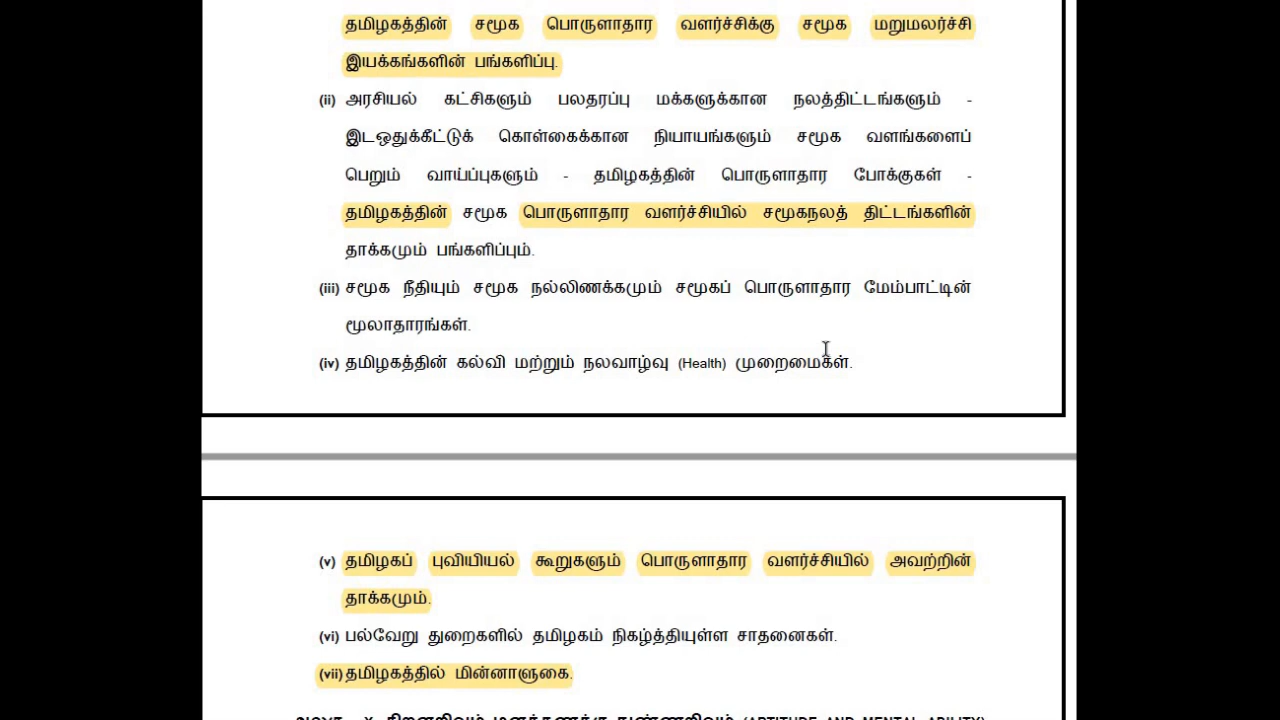 தமிழகத்தின் சமூக பொருளாதார வளர்ச்சிக்கு சமூக மறுமலர்ச்சி
இயக்கங்களின் பங்களிப்பு.
(ii) அரசியல் கட்சிகளும் பலதரப்பு மக்களுக்கான நலத்திட்டங்களும் -
இடஒதுக்கீட்டுக் கொள்கைக்கான நியாயங்களும் சமூக வளங்களைப்
பெறும் வாய்ப்புகளும் - தமிழகத்தின் பொருளாதார போக்குகள் -
தமிழகத்தின் சமூக பொருளாதார வளர்ச்சியில் சமூகநலத் திட்டங்களின்
தாக்கமும் பங்களிப்பும்.
(iii) சமூக நீதியும் சமூக நல்லிணக்கமும் சமூகப் பொருளாதார மேம்பாட்டின்
மூலாதாரங்கள்.
(iv) தமிழகத்தின் கல்வி மற்றும் நலவாழ்வு (Health) முறைமைகள்.
(v) தமிழகப் புவியியல் கூறுகளும் பொருளாதார வளர்ச்சியில் அவற்றின்
தாக்கமும்.
(vi) பல்வேறு துறைகளில் தமிழகம் நிகழ்த்தியுள்ள சாதனைகள்.
(vii) தமிழகத்தில் மின்னாளுகை.
(APTITUDE AND MENTAL ABILITY)